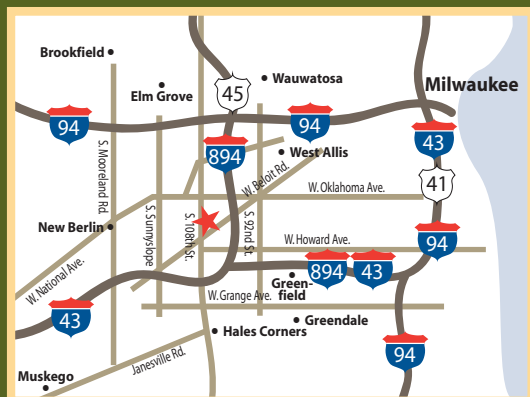 Brookfield
45
Wauwatosa
Milwaukee
Elm Grove
94
94
43
S. Mooreland Rd.
894
West Allis
W. Beloit Rd.
W. Oklahoma Ave.
41
S. Sunnyslope
S. 108th St.
S. 92nd St.
New Berlin
W. Howard Ave.
94
W. National Ave.
Green-
field
894
43
W. Grange Ave.
43
Greendale
Hales Corners
94
Janesville Rd.
Muskego